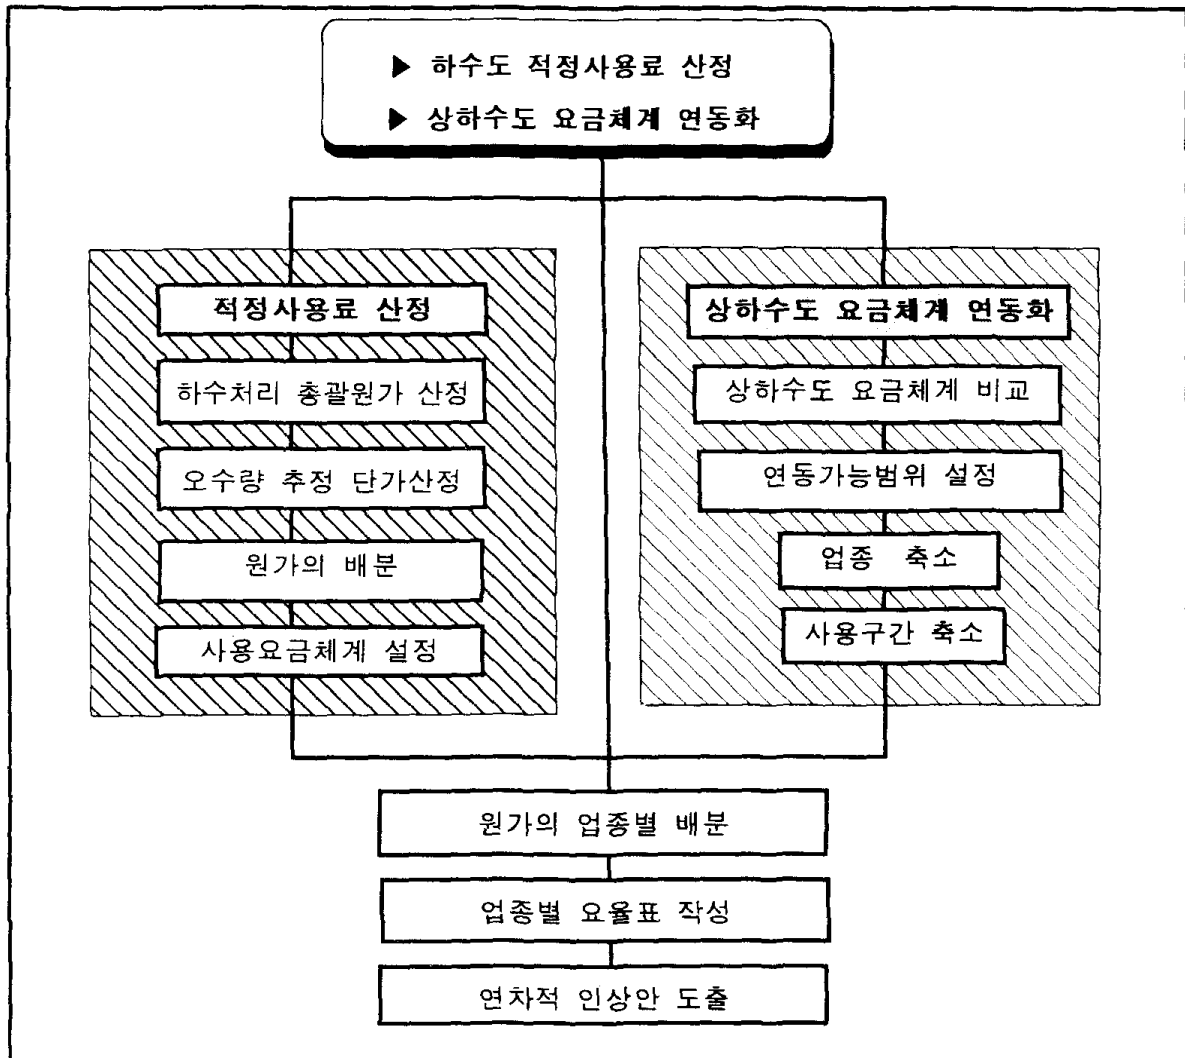 ▶ 하수도 적정사용료 산정
▶ 상하수도 요금체계 연동화
적정사용료 산정
하수처리 총괄원가 산정
오수량 추정 단가산정
원가의 배분
사용요금체계 설정
상하수도 요금체계 연동화
상하수도 요금체계 비교
연동가능범위 설정
업종 축소
사용구간 축소
원가의 업종별 배분
업종별 요율표 작성
연차적 인상안 도출